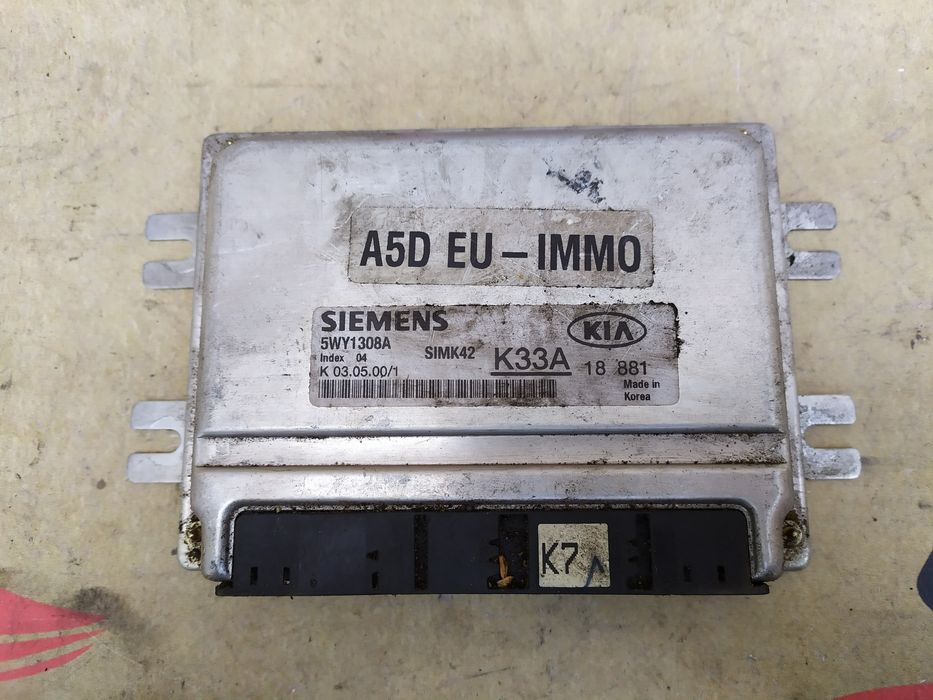 A5D EU – IMMO
SIEMENS
KIA
5WY1308A
Index 04
SIMK42
K33A
18 881
K 03.05.00/1
Made in
Korea
K7